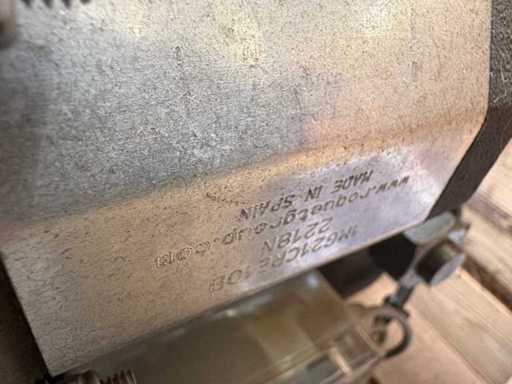 1MG21CRE10B
2218N
www.roquetgroup.com
MADE IN SPAIN